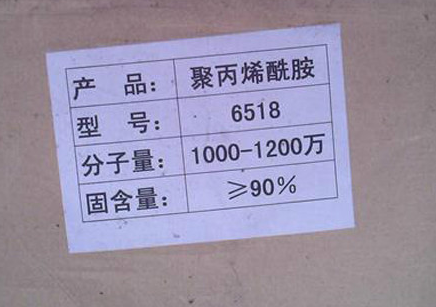 产 品： 聚丙烯酰胺
型 号： 6518
分子量： 1000-1200万
固含量： ≥90%